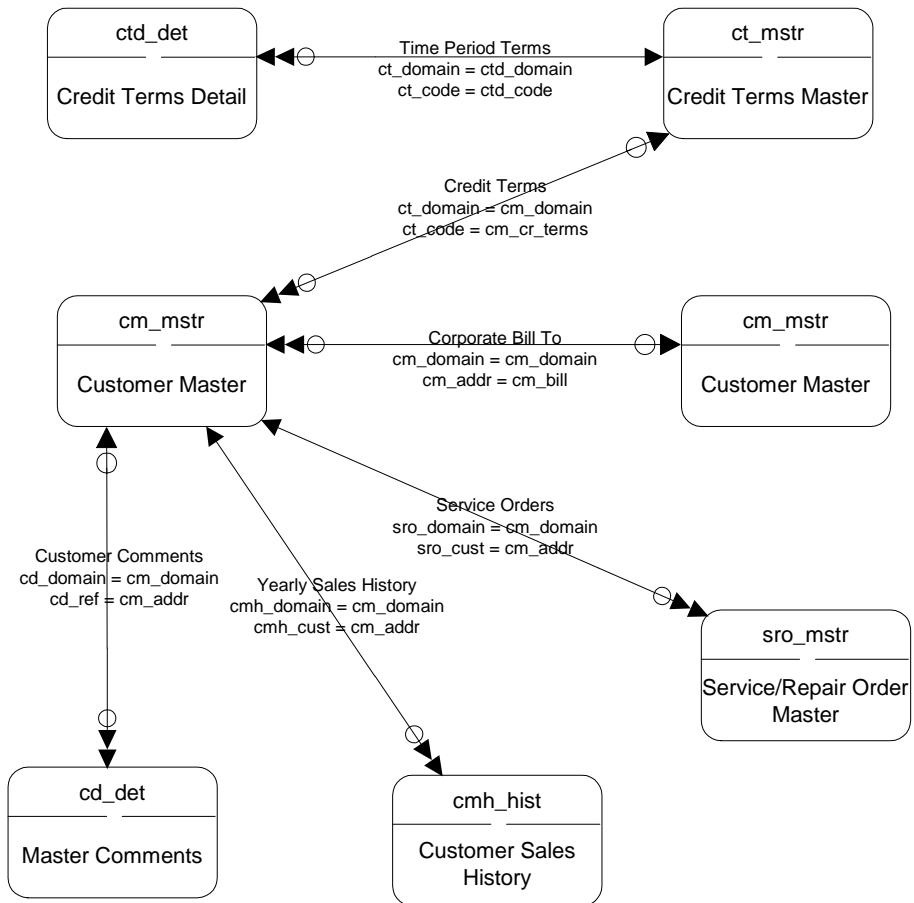 ctd_det
Credit Terms Detail
Time Period Terms
ct_domain = ctd_domain
ct_code = ctd_code
ct_mstr
Credit Terms Master
Credit Terms
ct_domain = cm_domain
ct_code = cm_cr_terms
cm_mstr
Customer Master
Corporate Bill To
cm_domain = cm_domain
cm_addr = cm_bill
cm_mstr
Customer Master
Service Orders
sro_domain = cm_domain
sro_cust = cm_addr
Customer Comments
cd_domain = cm_domain
cd_ref = cm_addr
Yearly Sales History
cmh_domain = cm_domain
cmh_cust = cm_addr
sro_mstr
Service/Repair Order
Master
cd_det
Master Comments
cmh_hist
Customer Sales
History